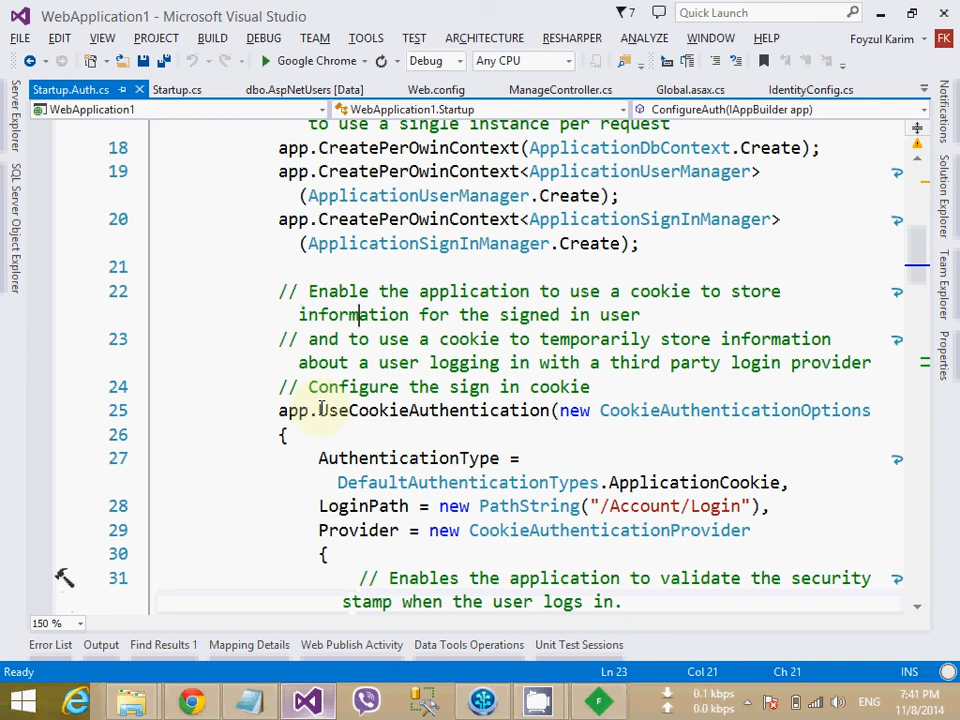 WebApplication1 - Microsoft Visual Studio
7
Quick Launch
FILE EDIT VIEW PROJECT BUILD DEBUG TEAM TOOLS TEST ARCHITECTURE RESHARPER ANALYZE WINDOW HELP
Foyzul Karim FK
Google Chrome Debug Any CPU
Startup.Auth.cs Startup.cs dbo.AspNetUsers [Data] Web.config ManageController.cs Global.asax.cs IdentityConfig.cs
WebApplication1 WebApplication1.Startup ConfigureAuth(IAppBuilder app)
Server Explorer
SQL Server Object Explorer
to use a single instance per request
18 app.CreatePerOwinContext(ApplicationDbContext.Create);
19 app.CreatePerOwinContext<ApplicationUserManager>
(ApplicationUserManager.Create);
20 app.CreatePerOwinContext<ApplicationSignInManager>
(ApplicationSignInManager.Create);
21
22 // Enable the application to use a cookie to store
information for the signed in user
23 // and to use a cookie to temporarily store information
about a user logging in with a third party login provider
24 // Configure the sign in cookie
25 app.UseCookieAuthentication(new CookieAuthenticationOptions
26 {
27 AuthenticationType =
DefaultAuthenticationTypes.ApplicationCookie,
28 LoginPath = new PathString("/Account/Login"),
29 Provider = new CookieAuthenticationProvider
30 {
31 // Enables the application to validate the security
stamp when the user logs in.
Notifications
Solution Explorer
Team Explorer
Properties
150 %
Error List Output Find Results 1 Mapping Details Web Publish Activity Data Tools Operations Unit Test Sessions
Ready Ln 23 Col 21 Ch 21 INS
0.1 kbps
0.0 kbps
ENG
7:41 PM
11/8/2014